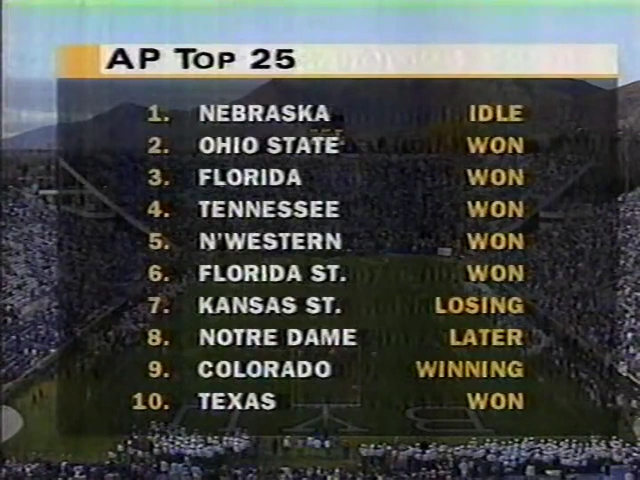 AP TOP 25
1. NEBRASKA IDLE
2. OHIO STATE WON
3. FLORIDA WON
4. TENNESSEE WON
5. N'WESTERN WON
6. FLORIDA ST. WON
7. KANSAS ST. LOSING
8. NOTRE DAME LATER
9. COLORADO WINNING
10. TEXAS WON